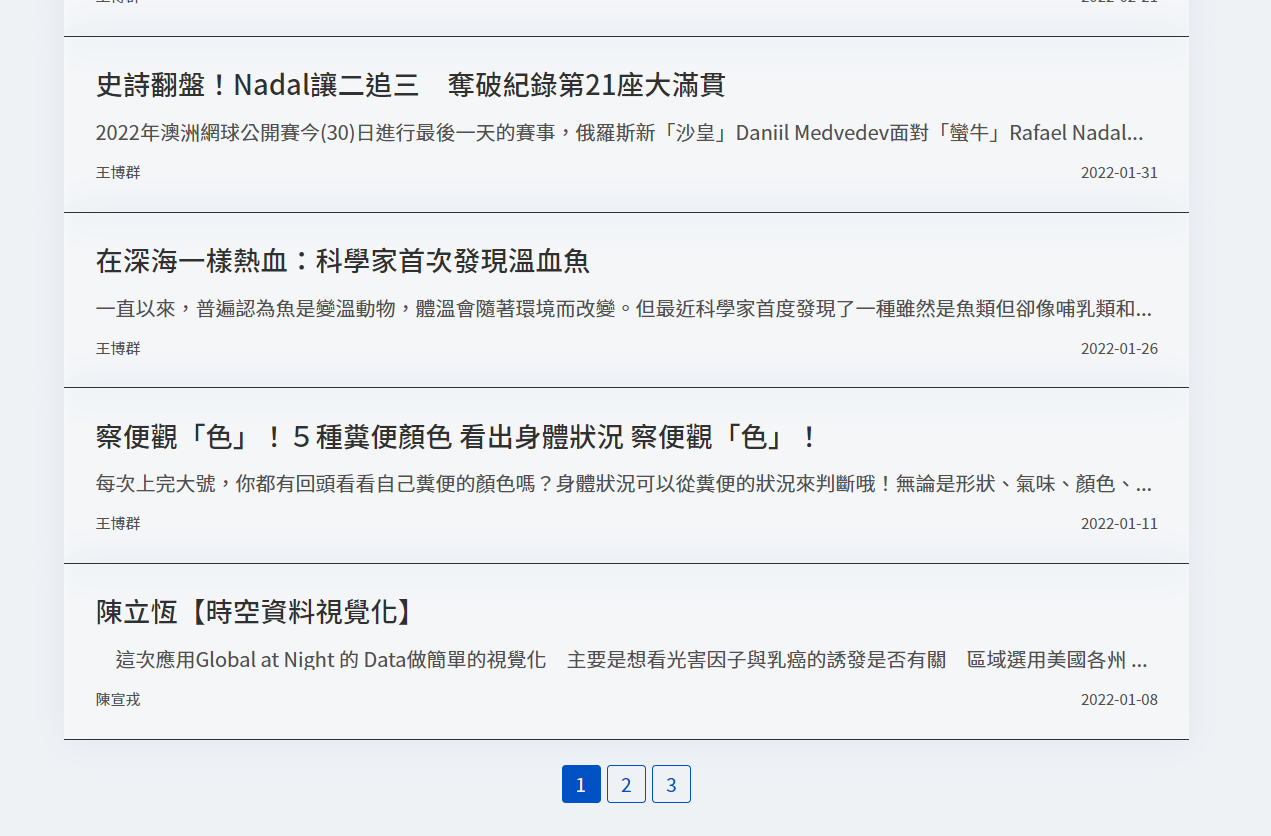 史詩翻盤！Nadal讓二追三　奪破紀錄第21座大滿貫
2022年澳洲網球公開賽今(30)日進行最後一天的賽事，俄羅斯新「沙皇」Daniil Medvedev面對「蠻牛」Rafael Nadal...
王博群 2022-01-31
在深海一樣熱血：科學家首次發現溫血魚
一直以來，普遍認為魚是變溫動物，體溫會隨著環境而改變。但最近科學家首度發現了一種雖然是魚類但卻像哺乳類和...
王博群 2022-01-26
察便觀「色」！５種糞便顏色 看出身體狀況 察便觀「色」！
每次上完大號，你都有回頭看看自己糞便的顏色嗎？身體狀況可以從糞便的狀況來判斷哦！無論是形狀、氣味、顏色、...
王博群 2022-01-11
陳立恆【時空資料視覺化】
這次應用Global at Night 的 Data做簡單的視覺化　主要是想看光害因子與乳癌的誘發是否有關　區域選用美國各州 ...
陳宣戎 2022-01-08
1 2 3